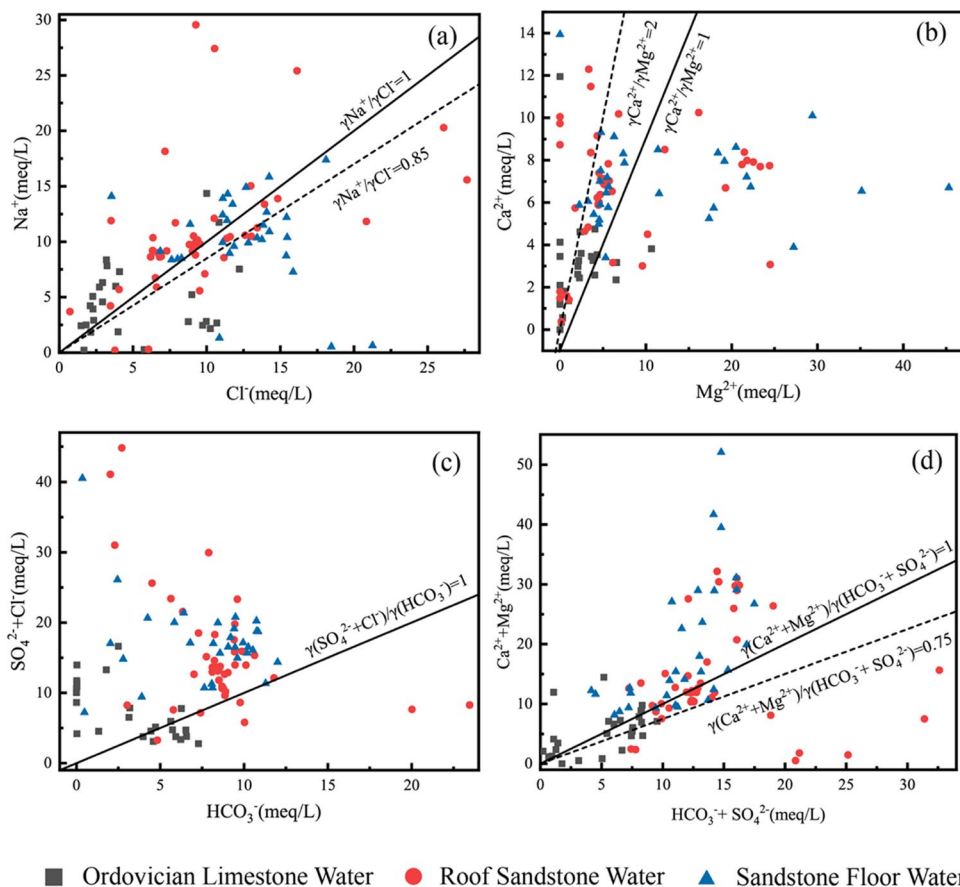 (a)
30
25
20
15
10
5
0
Na⁺(meq/L)
γNa⁺/γCl⁻=1
γNa⁺/γCl⁻=0.85
0 5 10 15 20 25
Cl⁻(meq/L)
(b)
14
12
10
8
6
4
2
0
Ca²⁺(meq/L)
γCa²⁺/γMg²⁺=2
γCa²⁺/γMg²⁺=1
0 5 10 15 20 25 30 35 40 45
Mg²⁺(meq/L)
(c)
40
30
20
10
0
SO₄²⁻+Cl⁻(meq/L)
γ(SO₄²⁻+Cl⁻)/γ(HCO₃⁻)=1
0 5 10 15 20
HCO₃⁻(meq/L)
(d)
50
40
30
20
10
0
Ca²⁺+Mg²⁺(meq/L)
γ(Ca²⁺+Mg²⁺)/γ(HCO₃⁻+ SO₄²⁻)=1
γ(Ca²⁺+Mg²⁺)/γ(HCO₃⁻+ SO₄²⁻)=0.75
0 5 10 15 20 25 30
HCO₃⁻+ SO₄²⁻(meq/L)
Ordovician Limestone Water Roof Sandstone Water Sandstone Floor Water